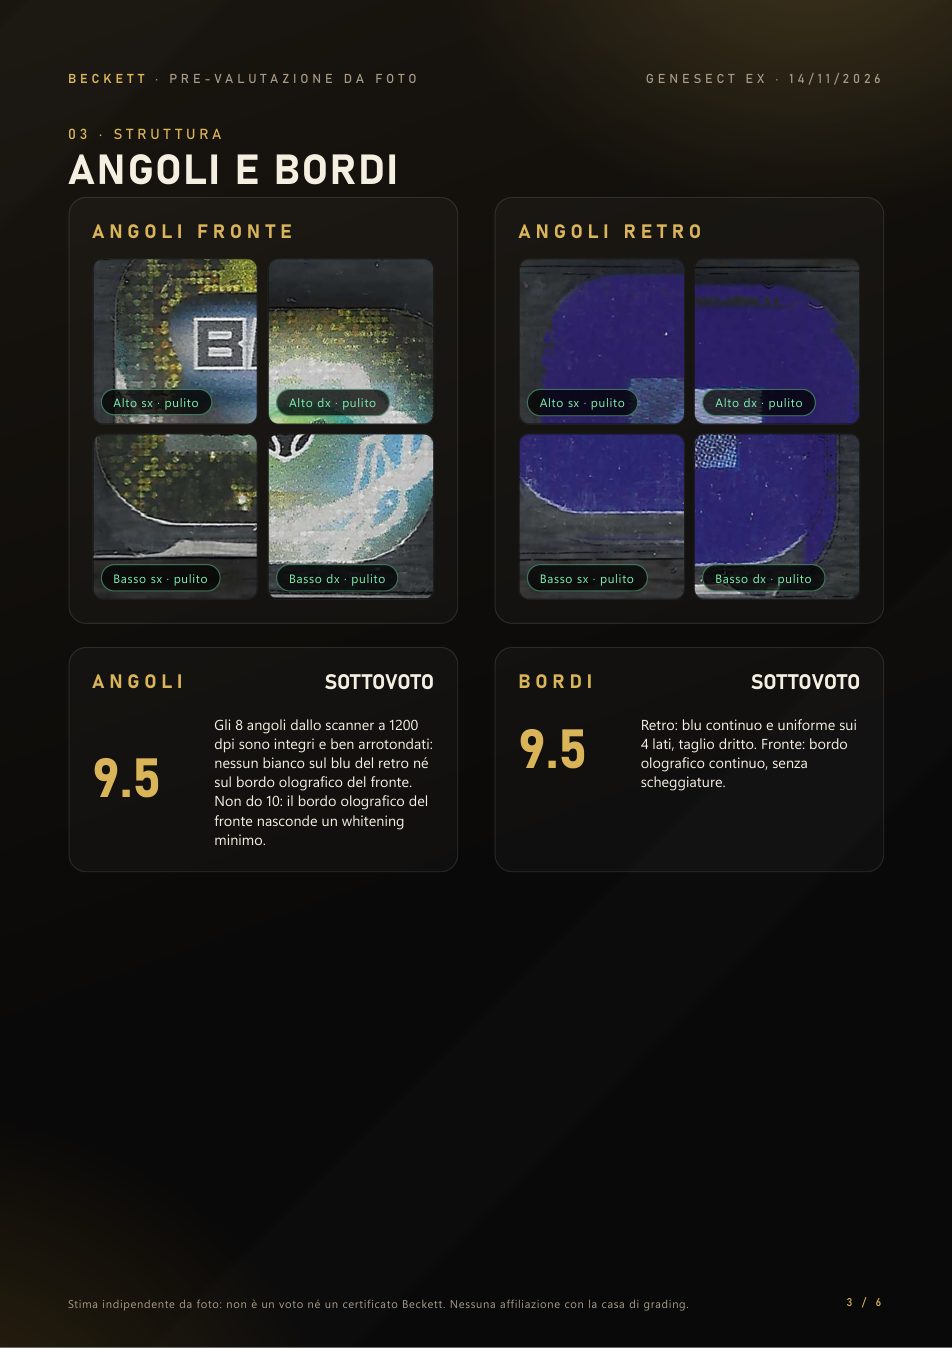 BECKETT · PRE-VALUTAZIONE DA FOTO
GENESECT EX · 14/11/2026
03 · STRUTTURA
ANGOLI E BORDI
ANGOLI FRONTE
B
Alto sx · pulito
Alto dx · pulito
Basso sx · pulito
Basso dx · pulito
ANGOLI RETRO
Alto sx · pulito
Alto dx · pulito
Basso sx · pulito
Basso dx · pulito
ANGOLI
SOTTOVOTO
9.5
Gli 8 angoli dallo scanner a 1200
dpi sono integri e ben arrotondati:
nessun bianco sul blu del retro né
sul bordo olografico del fronte.
Non do 10: il bordo olografico del
fronte nasconde un whitening
minimo.
BORDI
SOTTOVOTO
9.5
Retro: blu continuo e uniforme sui
4 lati, taglio dritto. Fronte: bordo
olografico continuo, senza
scheggiature.
Stima indipendente da foto: non è un voto né un certificato Beckett. Nessuna affiliazione con la casa di grading.
3 / 6